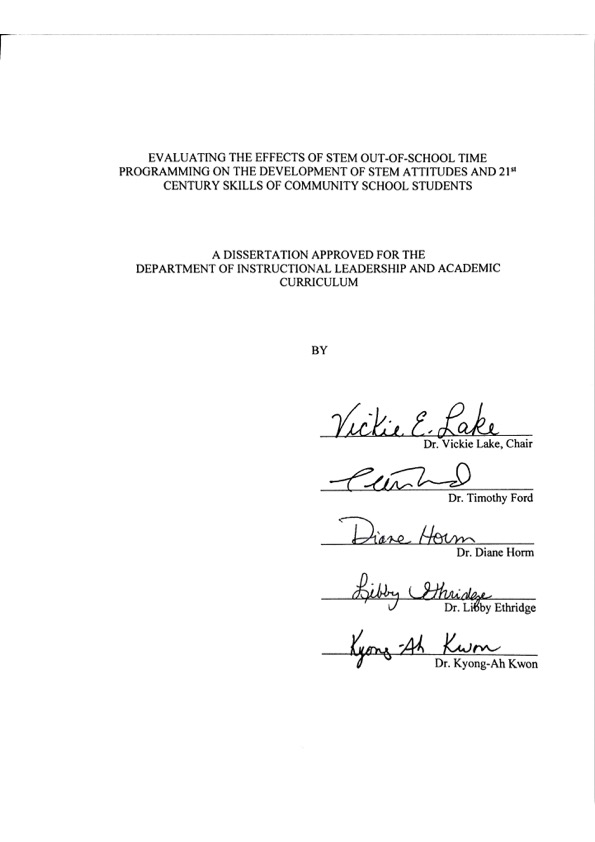 EVALUATING THE EFFECTS OF STEM OUT-OF-SCHOOL TIME
PROGRAMMING ON THE DEVELOPMENT OF STEM ATTITUDES AND 21st
CENTURY SKILLS OF COMMUNITY SCHOOL STUDENTS
A DISSERTATION APPROVED FOR THE
DEPARTMENT OF INSTRUCTIONAL LEADERSHIP AND ACADEMIC
CURRICULUM
BY
Vickie E. Lake
Dr. Vickie Lake, Chair
Dr. Timothy Ford
Diane Horm
Dr. Diane Horm
Libby Ethridge
Dr. Libby Ethridge
Kyong-Ah Kwon
Dr. Kyong-Ah Kwon